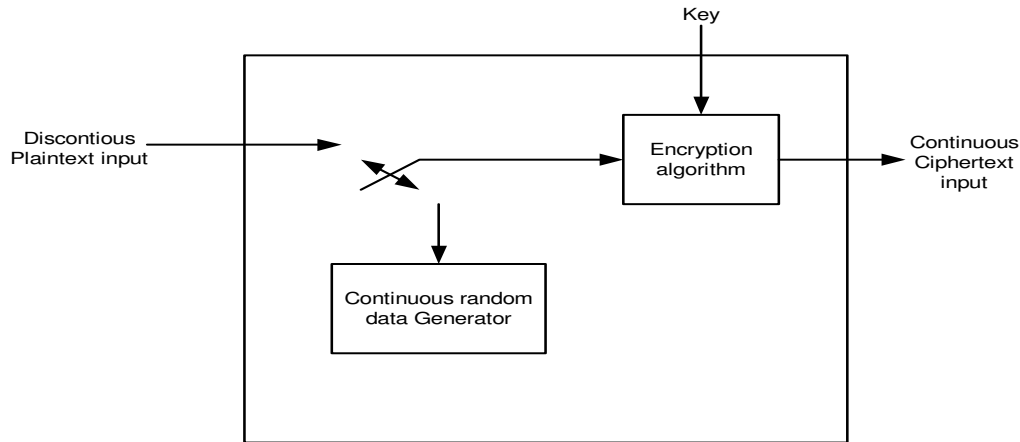 Key
Discontious
Plaintext input
Encryption
algorithm
Continuous
Ciphertext
input
Continuous random
data Generator